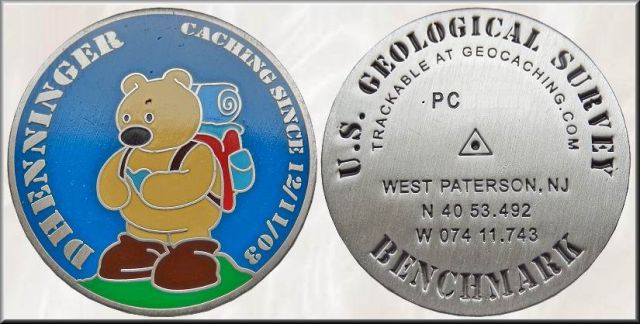 DHENNINGER
CACHING SINCE 12/11/03
U.S. GEOLOGICAL SURVEY
TRACKABLE AT GEOCACHING.COM
PC
WEST PATERSON, NJ
N 40 53.492
W 074 11.743
BENCHMARK